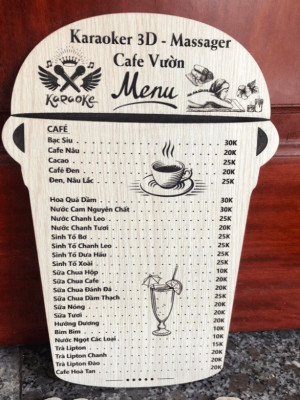 Karaoker 3D - Massager
Cafe Vườn
Menu
KARAOKE
CAFÉ
Bạc Siu 30K
Cafe Nâu 20K
Cacao 25K
Café Đen 20K
Đen, Nâu Lắc 25K
Hoa Quả Dầm 30K
Nước Cam Nguyên Chất 30K
Nước Chanh Leo 25K
Nước Chanh Tươi 20K
Sinh Tố Bơ 25K
Sinh Tố Chanh Leo 25K
Sinh Tố Dưa Hấu 25K
Sinh Tố Xoài 25K
Sữa Chua Hộp 10K
Sữa Chua Cafe 20K
Sữa Chua Đánh Đá 20K
Sữa Chua Dầm Thạch 25K
Sữa Nóng 20K
Sữa Tươi 20K
Hướng Dương 20K
Bim Bim 10K
Nước Ngọt Các Loại 10K
Trà Lipton 15K
Trà Lipton Chanh 20K
Trà Lipton Đào 20K
Cafe Hoà Tan 20K